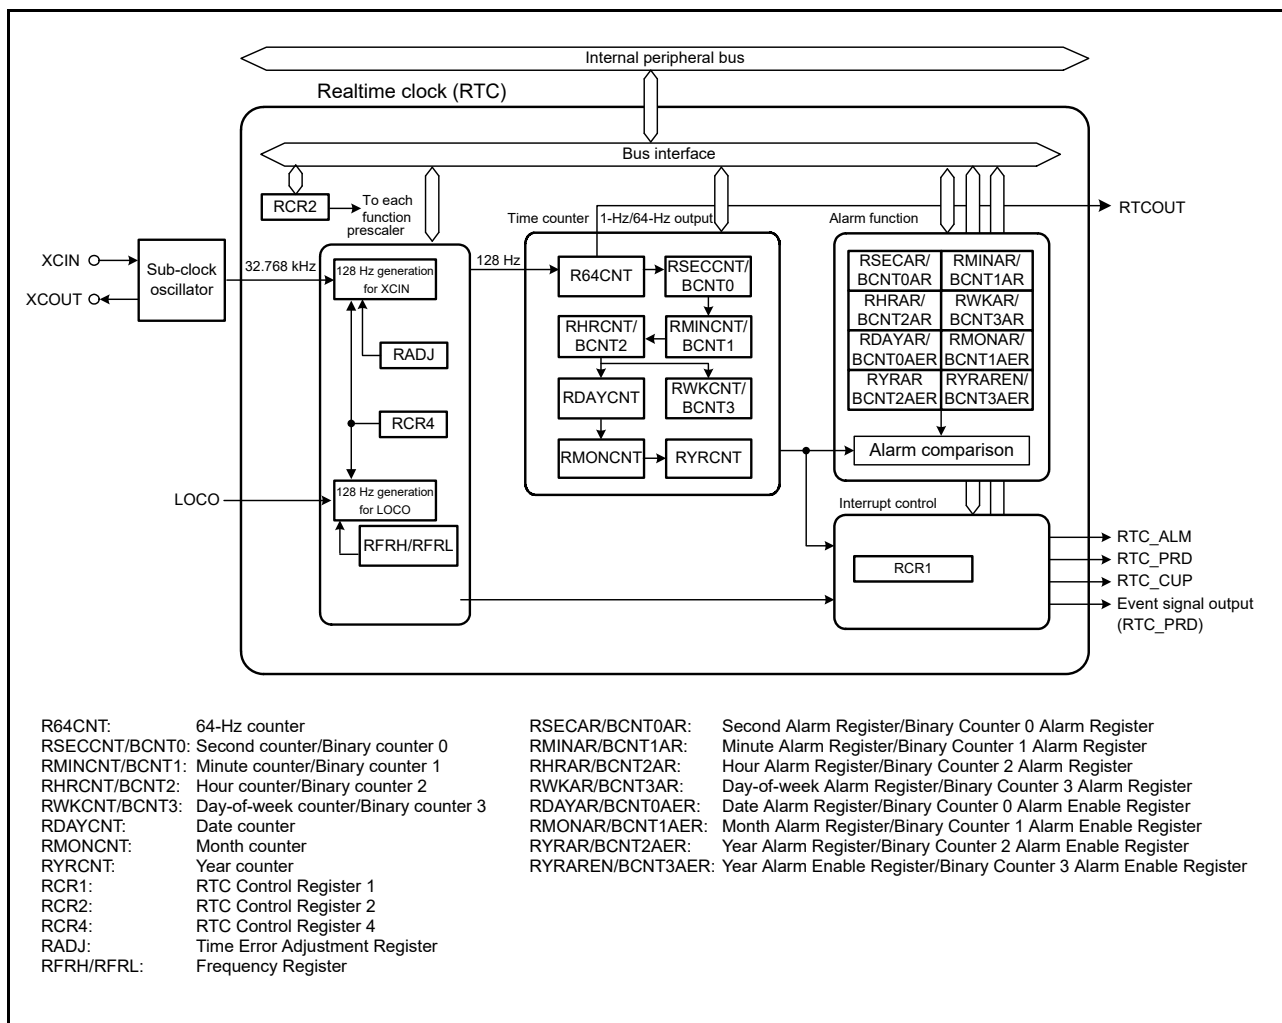 Internal peripheral bus
Realtime clock (RTC)
Bus interface
RCR2
To each
function
prescaler
Time counter
1-Hz/64-Hz output
Alarm function
RTCOUT
XCIN
XCOUT
Sub-clock
oscillator
32.768 kHz
128 Hz generation
for XCIN
128 Hz
R64CNT
RSECCNT/
BCNT0
RHRCNT/
BCNT2
RMINCNT/
BCNT1
RDAYCNT
RWKCNT/
BCNT3
RMONCNT
RYRCNT
RSECAR/
BCNT0AR
RMINAR/
BCNT1AR
RHRAR/
BCNT2AR
RWKAR/
BCNT3AR
RDAYAR/
BCNT0AER
RMONAR/
BCNT1AER
RYRAR
BCNT2AER
RYRAREN/
BCNT3AER
Alarm comparison
RADJ
RCR4
LOCO
128 Hz generation
for LOCO
RFRH/RFRL
Interrupt control
RCR1
RTC_ALM
RTC_PRD
RTC_CUP
Event signal output
(RTC_PRD)
R64CNT: 64-Hz counter
RSECCNT/BCNT0: Second counter/Binary counter 0
RMINCNT/BCNT1: Minute counter/Binary counter 1
RHRCNT/BCNT2: Hour counter/Binary counter 2
RWKCNT/BCNT3: Day-of-week counter/Binary counter 3
RDAYCNT: Date counter
RMONCNT: Month counter
RYRCNT: Year counter
RCR1: RTC Control Register 1
RCR2: RTC Control Register 2
RCR4: RTC Control Register 4
RADJ: Time Error Adjustment Register
RFRH/RFRL: Frequency Register
RSECAR/BCNT0AR: Second Alarm Register/Binary Counter 0 Alarm Register
RMINAR/BCNT1AR: Minute Alarm Register/Binary Counter 1 Alarm Register
RHRAR/BCNT2AR: Hour Alarm Register/Binary Counter 2 Alarm Register
RWKAR/BCNT3AR: Day-of-week Alarm Register/Binary Counter 3 Alarm Register
RDAYAR/BCNT0AER: Date Alarm Register/Binary Counter 0 Alarm Enable Register
RMONAR/BCNT1AER: Month Alarm Register/Binary Counter 1 Alarm Enable Register
RYRAR/BCNT2AER: Year Alarm Register/Binary Counter 2 Alarm Enable Register
RYRAREN/BCNT3AER: Year Alarm Enable Register/Binary Counter 3 Alarm Enable Register